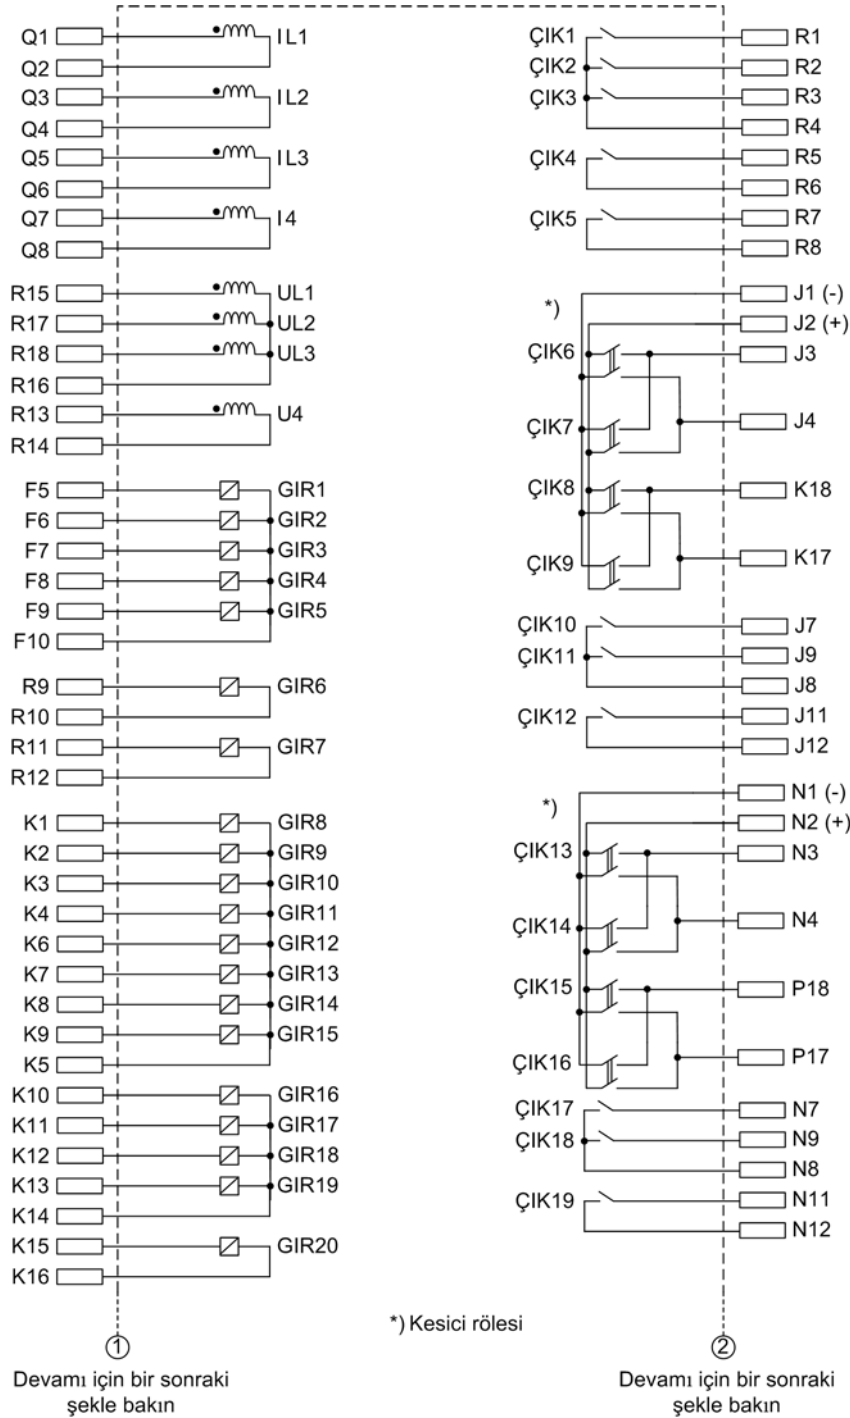 Q1 IL1
Q2
Q3 IL2
Q4
Q5 IL3
Q6
Q7 I4
Q8
R15 UL1
R17 UL2
R18 UL3
R16
R13 U4
R14
F5 GIR1
F6 GIR2
F7 GIR3
F8 GIR4
F9 GIR5
F10
R9 GIR6
R10
R11 GIR7
R12
K1 GIR8
K2 GIR9
K3 GIR10
K4 GIR11
K6 GIR12
K7 GIR13
K8 GIR14
K9 GIR15
K5
K10 GIR16
K11 GIR17
K12 GIR18
K13 GIR19
K14
K15 GIR20
K16
1
Devamı için bir sonraki
şekle bakın
ÇIK1 R1
ÇIK2 R2
ÇIK3 R3
R4
ÇIK4 R5
R6
ÇIK5 R7
R8
*) J1 (-)
J2 (+)
ÇIK6 J3
ÇIK7 J4
ÇIK8 K18
ÇIK9 K17
ÇIK10 J7
ÇIK11 J9
J8
ÇIK12 J11
J12
*) N1 (-)
N2 (+)
ÇIK13 N3
ÇIK14 N4
ÇIK15 P18
ÇIK16 P17
ÇIK17 N7
ÇIK18 N9
N8
ÇIK19 N11
N12
*) Kesici rölesi
2
Devamı için bir sonraki
şekle bakın